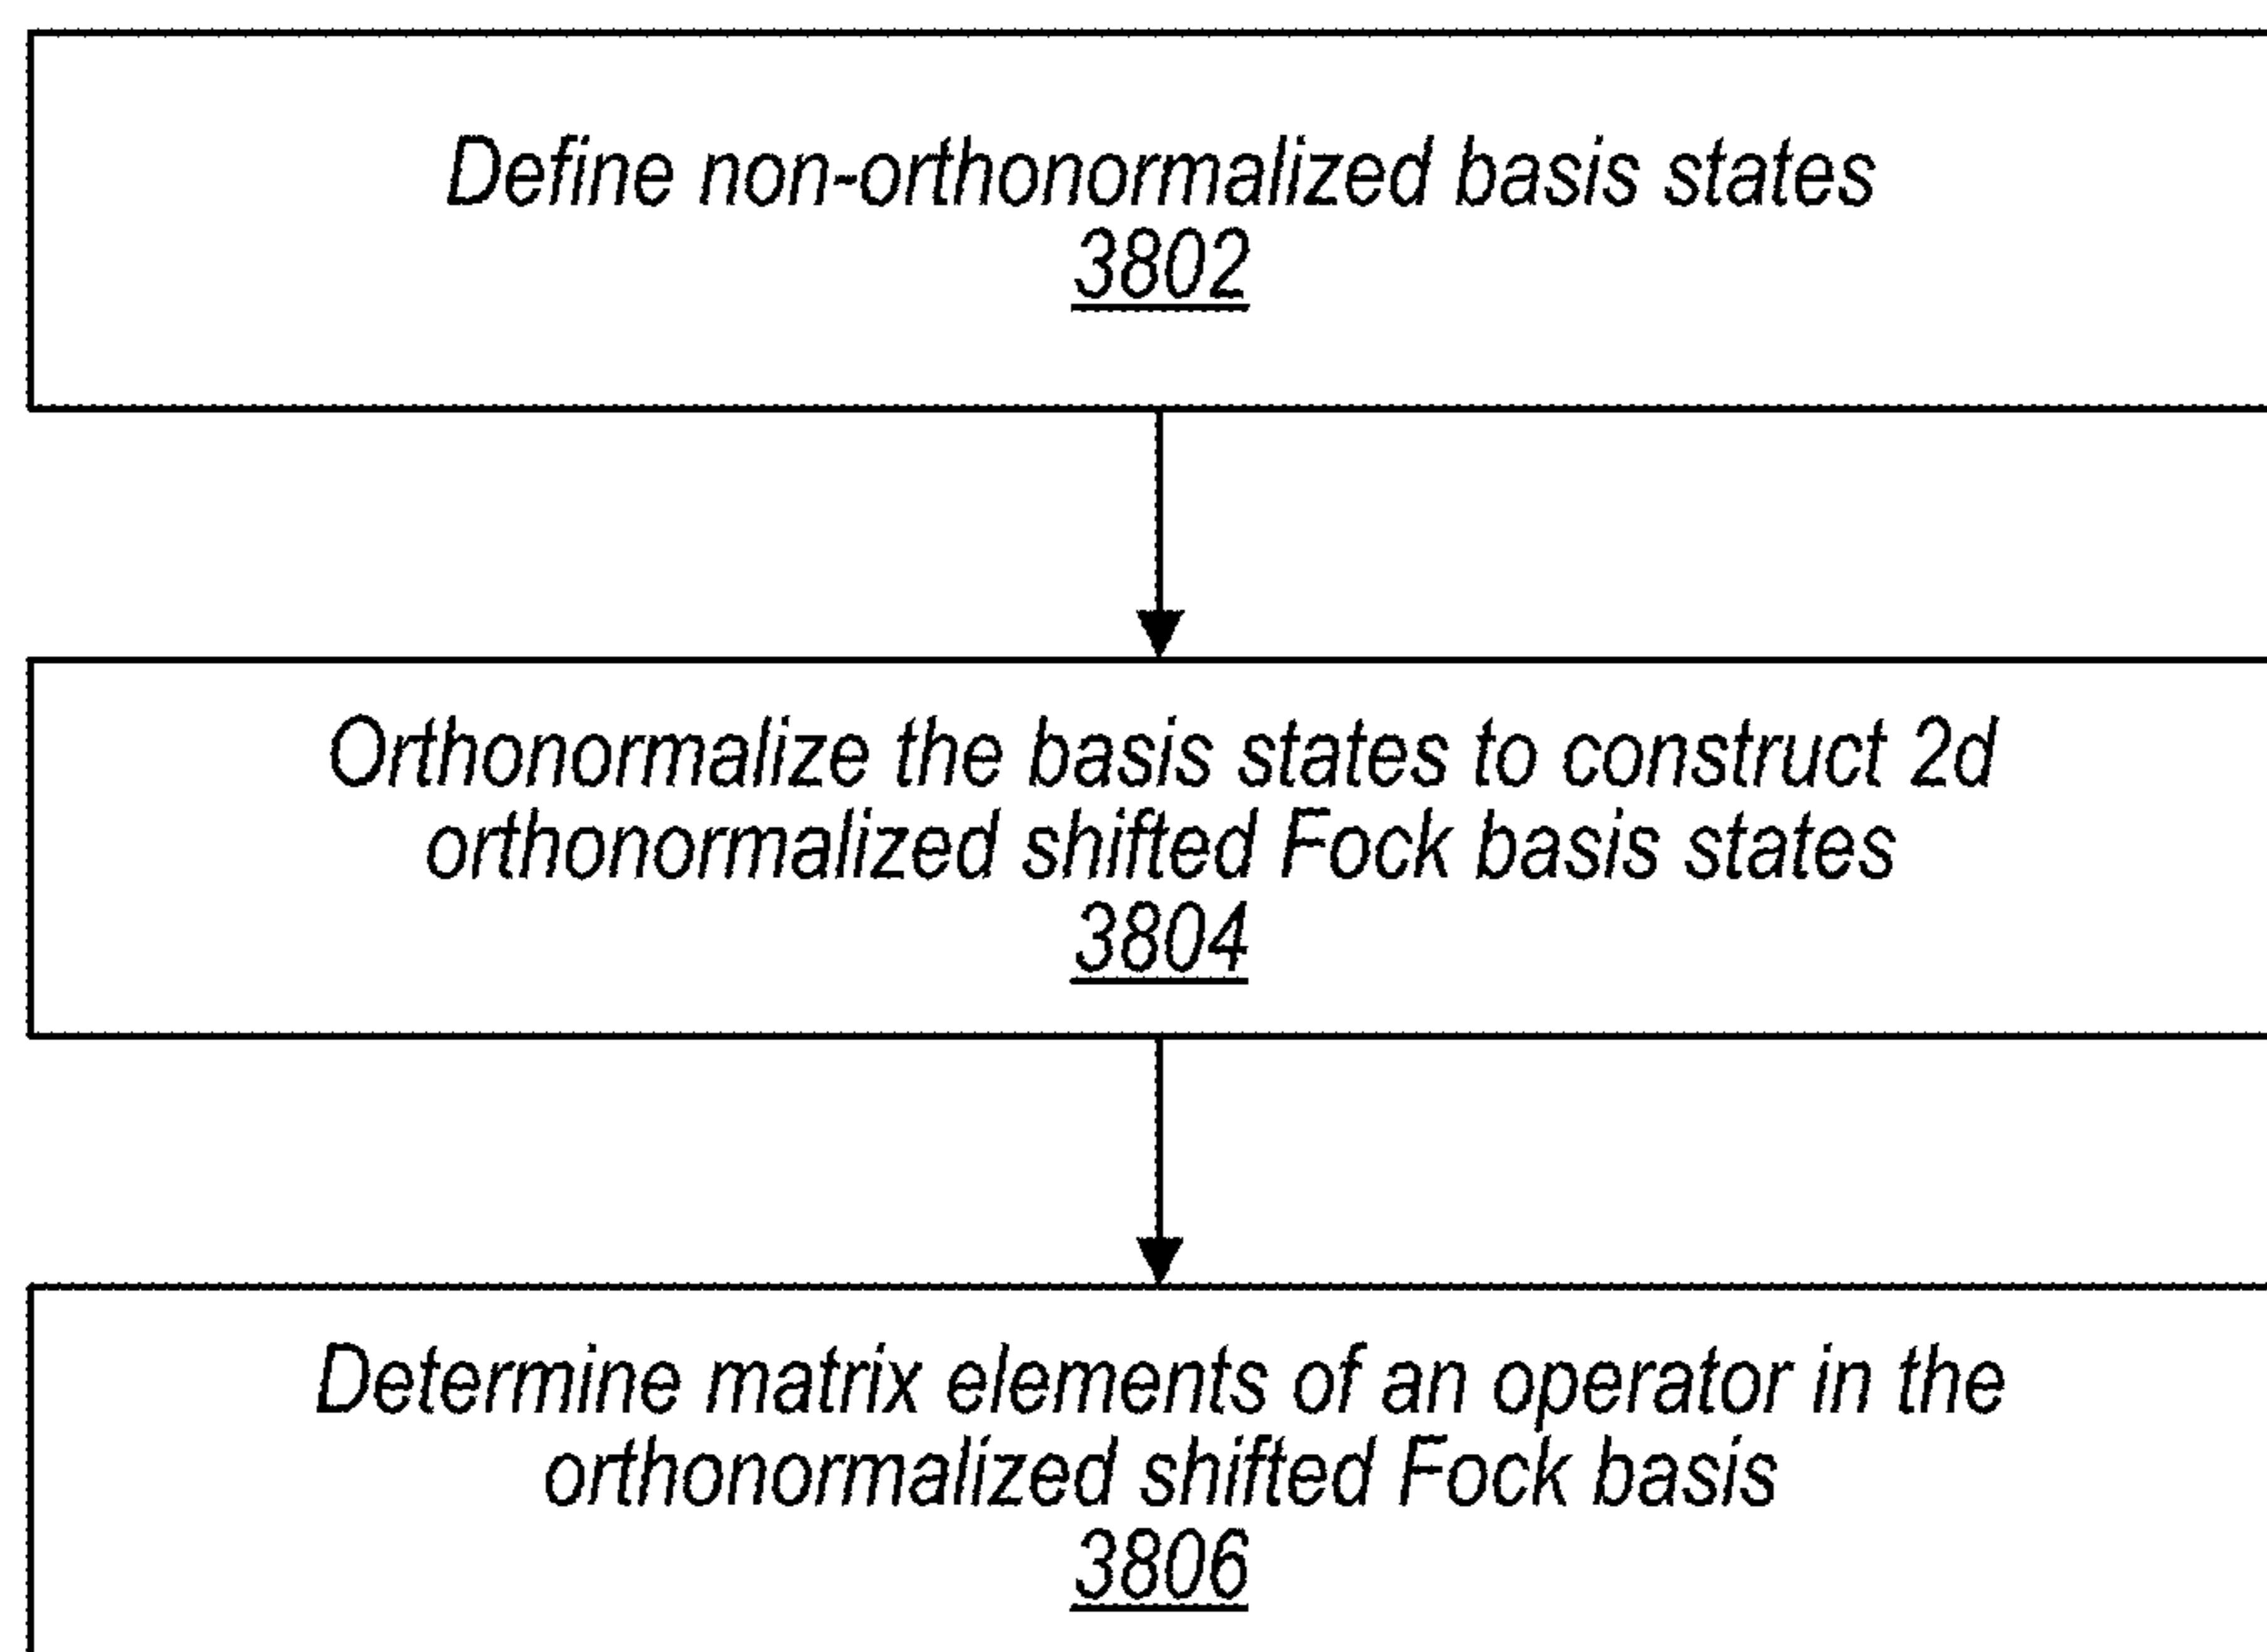 Define non-orthonormalized basis states
3802
Orthonormalize the basis states to construct 2d
orthonormalized shifted Fock basis states
3804
Determine matrix elements of an operator in the
orthonormalized shifted Fock basis
3806